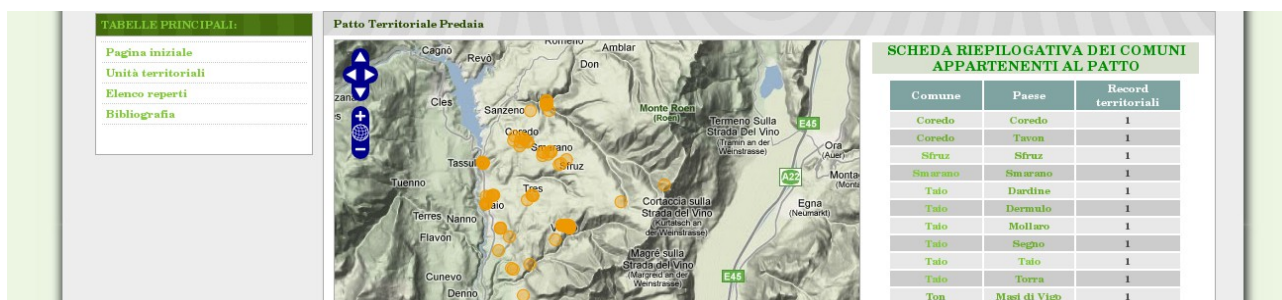 TABELLE PRINCIPALI:
Pagina iniziale
Unità territoriali
Elenco reperti
Bibliografia
Patto Territoriale Predaia
Cagnò
Revò
Romeno
Amblar
Don
Cles
Sanzeno
Monte Roen
(Roen)
Termeno Sulla
Strada Del Vino
(Tramin an der
Weinstrasse)
E45
Coredo
Smarano
Sfruz
Ora
(Auer)
Tassul
Tuenno
Tres
A22
Taio
Cortaccia sulla
Strada del Vino
(Kurtatsch an
der Weinstrasse)
Egna
(Neumarkt)
Terres
Nanno
Flavon
Magrè sulla
Strada del Vino
(Margreid an der
Weinstrasse)
E45
Cunevo
Denno
SCHEDA RIEPILOGATIVA DEI COMUNI
APPARTENENTI AL PATTO
Comune Paese Record
territoriali
Coredo Coredo 1
Coredo Tavon 1
Sfruz Sfruz 1
Smarano Smarano 1
Taio Dardine 1
Taio Dermulo 1
Taio Mollaro 1
Taio Segno 1
Taio Taio 1
Taio Torra 1
Ton Masi di Vigo 1